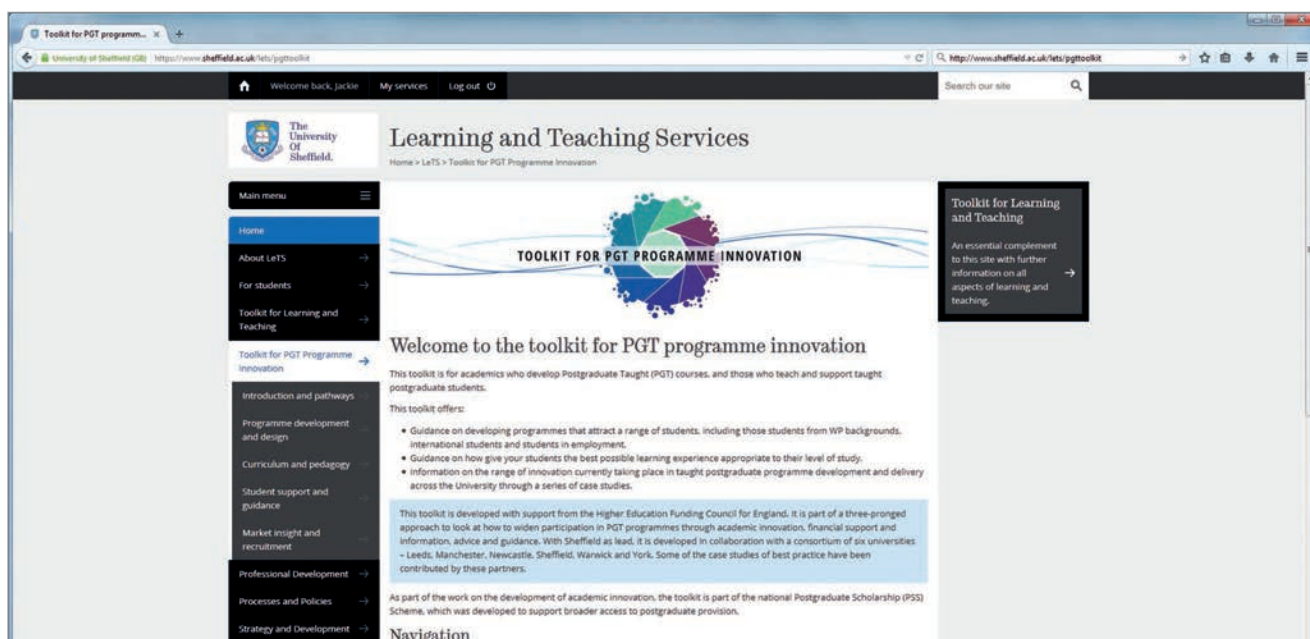 Toolkit for PGT programm...
University of Sheffield (GB)
https://www.sheffield.ac.uk/lets/pgttoolkit
http://www.sheffield.ac.uk/lets/pgttoolkit
Welcome back, Jackie
My services
Log out
Search our site
The
University
Of
Sheffield.
Learning and Teaching Services
Home > LeTS > Toolkit for PGT Programme Innovation
Main menu
Home
About LeTS
For students
Toolkit for Learning and
Teaching
Toolkit for PGT Programme
Innovation
Introduction and pathways
Programme development
and design
Curriculum and pedagogy
Student support and
guidance
Market insight and
recruitment
Professional Development
Processes and Policies
Strategy and Development
TOOLKIT FOR PGT PROGRAMME INNOVATION
Welcome to the toolkit for PGT programme innovation
This toolkit is for academics who develop Postgraduate Taught (PGT) courses, and those who teach and support taught
postgraduate students.
This toolkit offers:
• Guidance on developing programmes that attract a range of students, including those students from WP backgrounds,
international students and students in employment.
• Guidance on how give your students the best possible learning experience appropriate to their level of study.
• Information on the range of innovation currently taking place in taught postgraduate programme development and delivery
across the University through a series of case studies.
This toolkit is developed with support from the Higher Education Funding Council for England. It is part of a three-pronged
approach to look at how to widen participation in PGT programmes through academic innovation, financial support and
information, advice and guidance. With Sheffield as lead, it is developed in collaboration with a consortium of six universities
– Leeds, Manchester, Newcastle, Sheffield, Warwick and York. Some of the case studies of best practice have been
contributed by these partners.
As part of the work on the development of academic innovation, the toolkit is part of the national Postgraduate Scholarship (PSS)
Scheme, which was developed to support broader access to postgraduate provision.
Navigation
Toolkit for Learning
and Teaching
An essential complement
to this site with further
information on all
aspects of learning and
teaching.